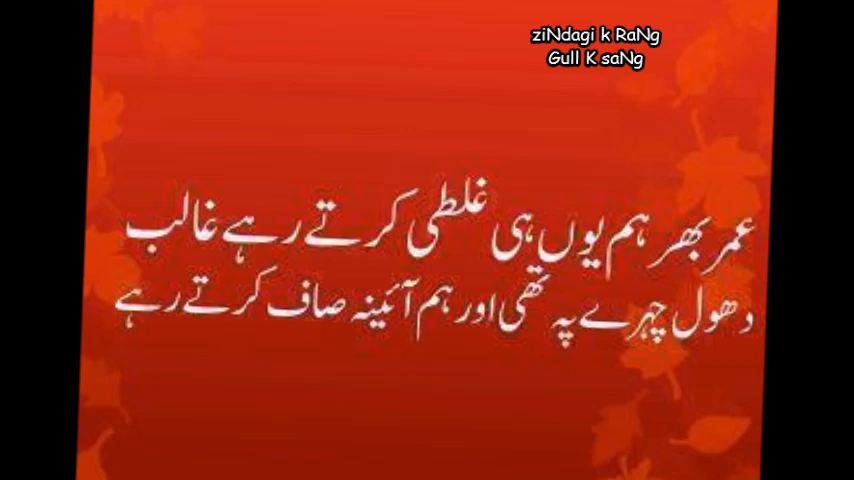 ziNdagi k RaNg
Gull K saNg
عمر بھر ہم یوں ہی غلطی کرتے رہے غالب
دھول چہرے پہ تھی اور ہم آئینہ صاف کرتے رہے